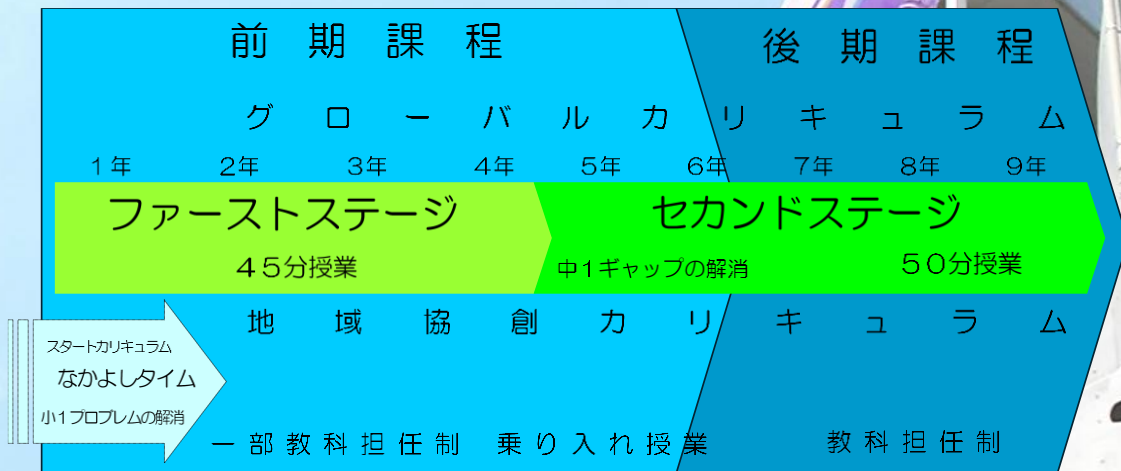 前期課程 後期課程
グローバルカリキュラム
1年 2年 3年 4年 5年 6年 7年 8年 9年
ファーストステージ セカンドステージ
45分授業 中1ギャップの解消 50分授業
地域協創カリキュラム
スタートカリキュラム
なかよしタイム
小1プロブレムの解消
一部教科担任制 乗り入れ授業 教科担任制